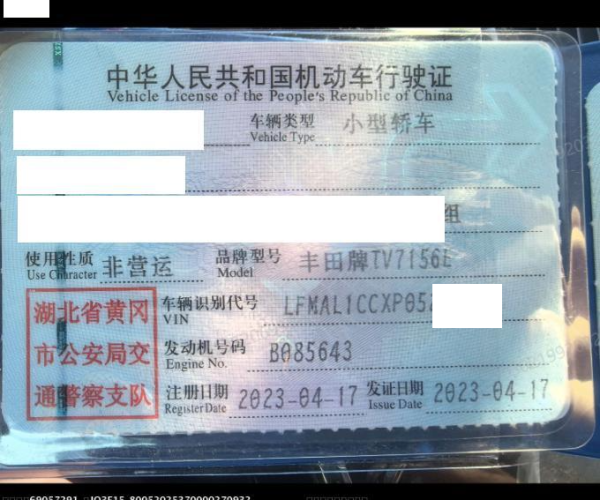 中华人民共和国机动车行驶证
Vehicle License of the People's Republic of China
车辆类型 小型轿车
Vehicle Type
组
使用性质 非营运 品牌型号 丰田牌TV7156E
Use Character Model
湖北省黄冈
市公安局交
通警察支队
车辆识别代号 LFMAL1CCXP05
VIN
发动机号码 B085643
Engine No.
注册日期 2023-04-17 发证日期 2023-04-17
Register Date Issue Date